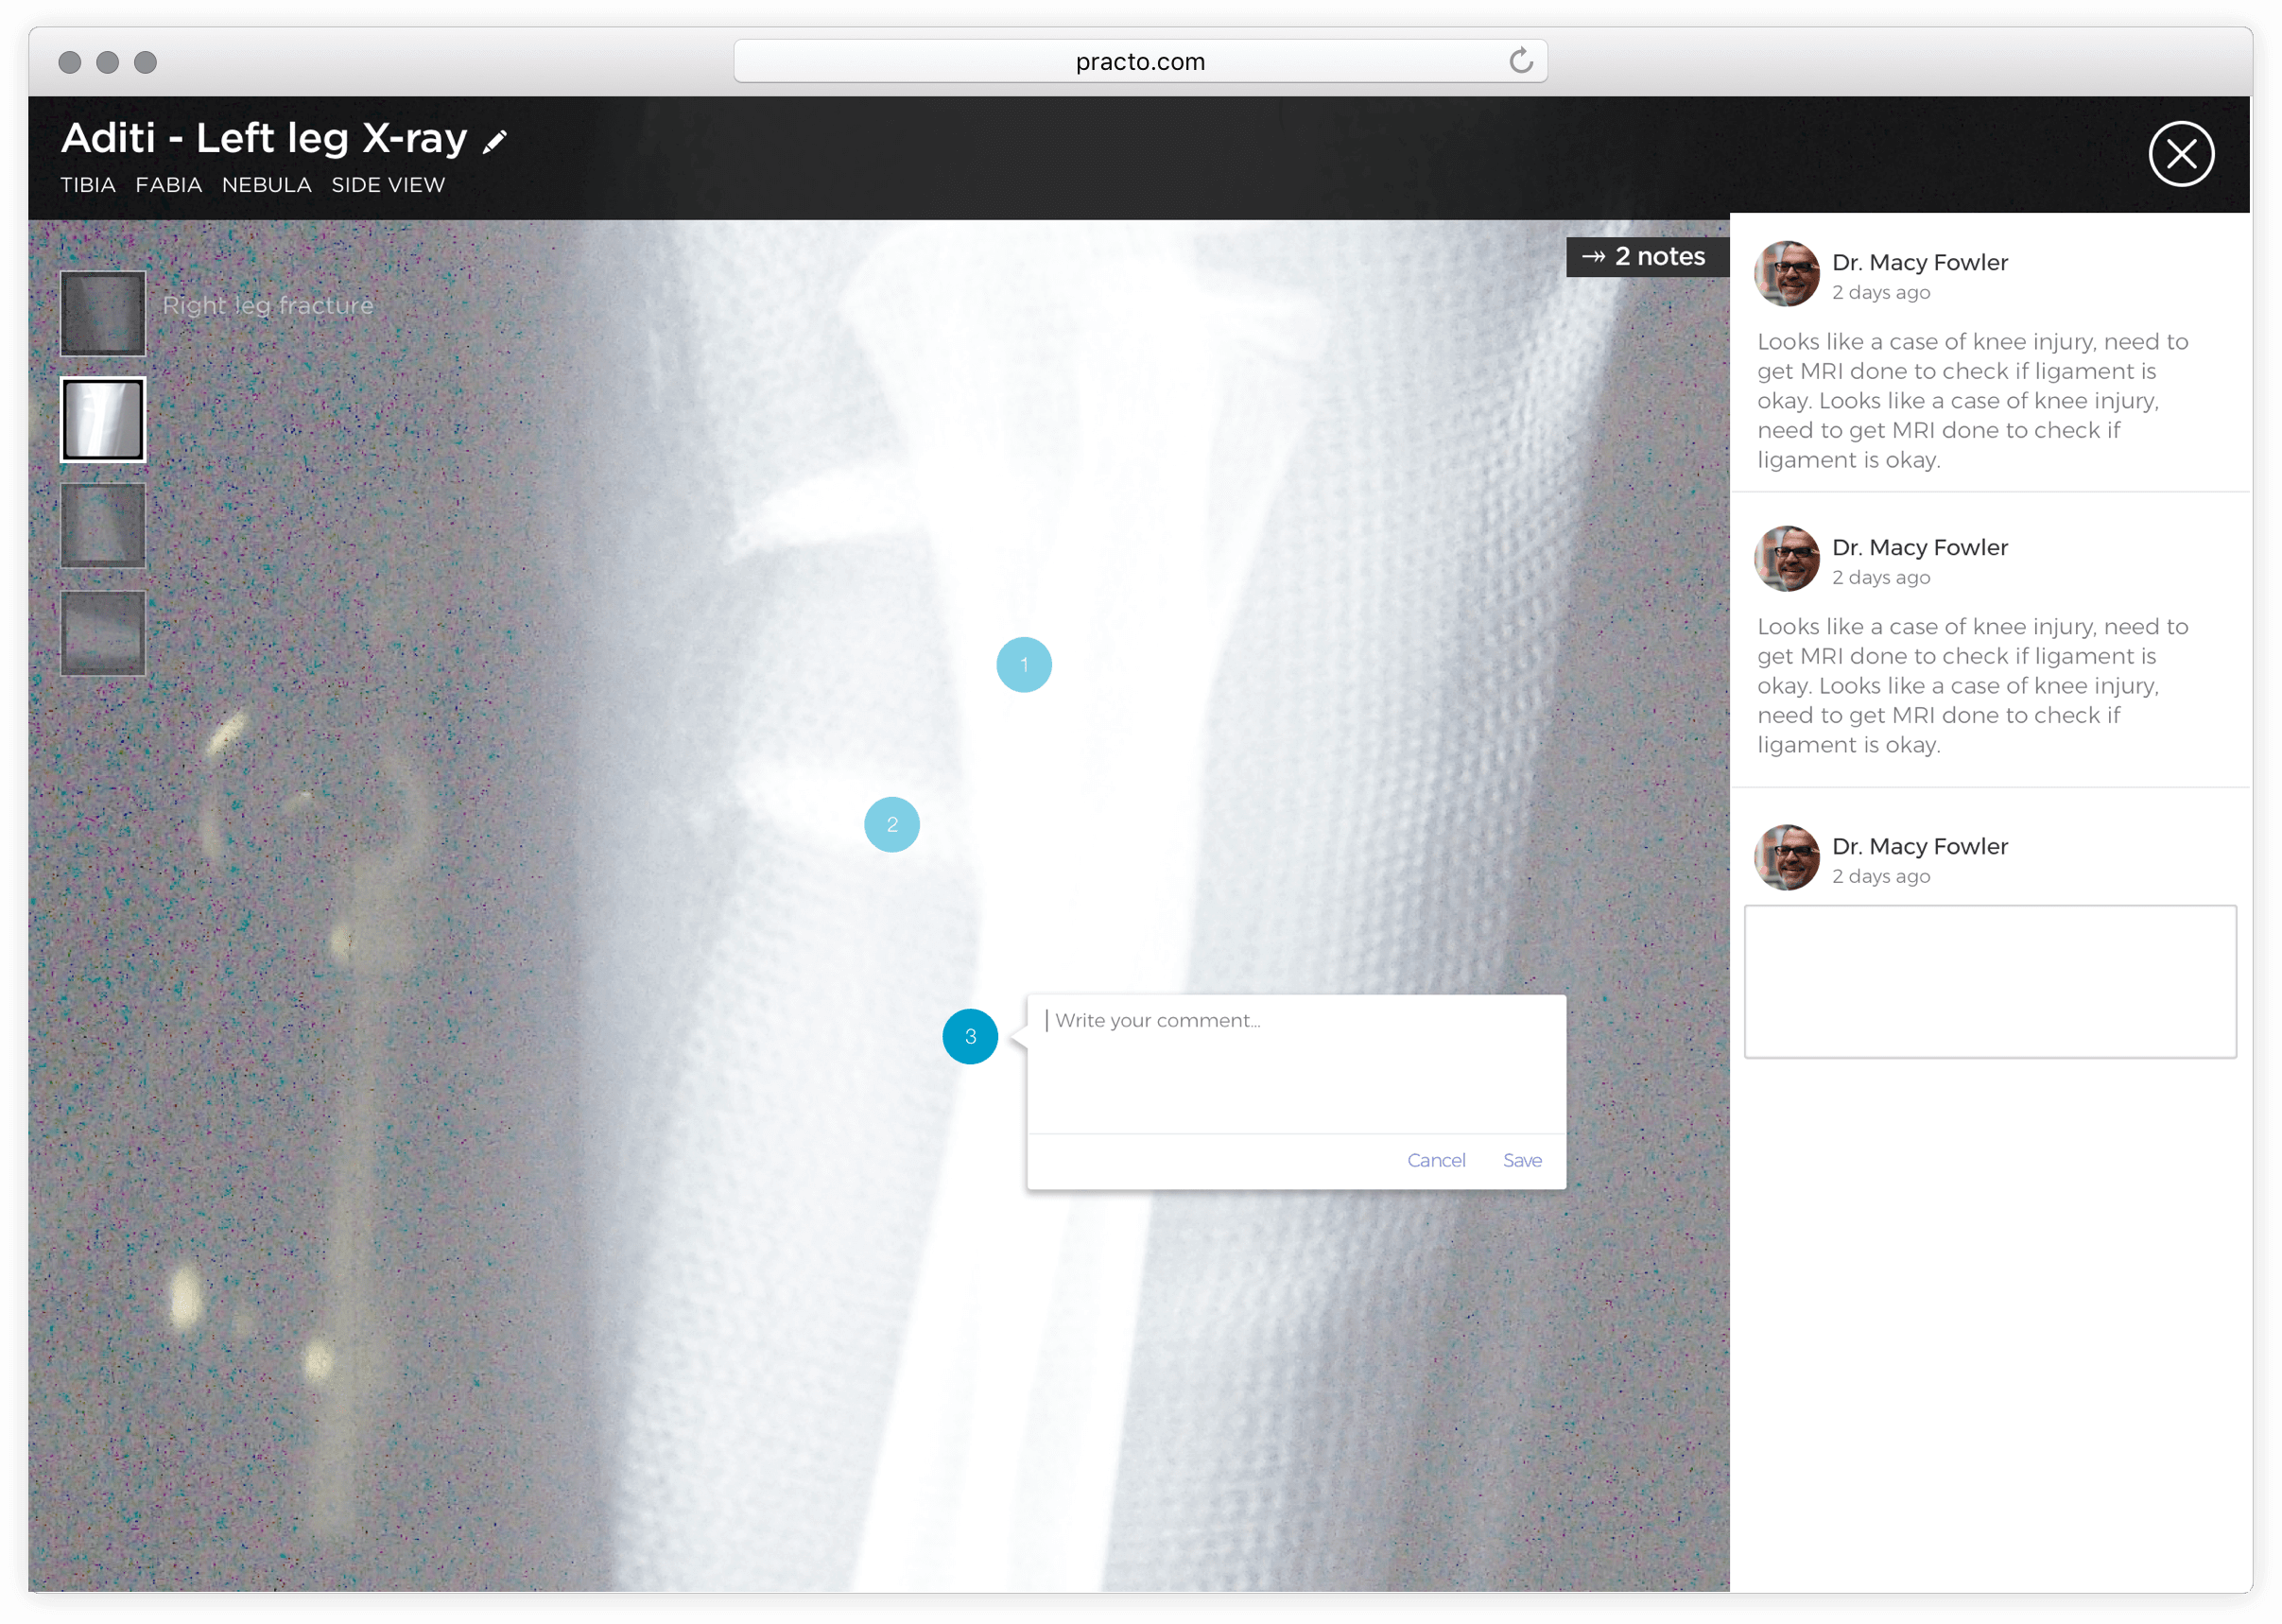 practo.com
Aditi - Left leg X-ray
TIBIA FABIA NEBULA SIDE VIEW
Right leg fracture
2 notes
1
2
3
Write your comment...
Cancel Save
Dr. Macy Fowler
2 days ago
Looks like a case of knee injury, need to
get MRI done to check if ligament is
okay. Looks like a case of knee injury,
need to get MRI done to check if
ligament is okay.
Dr. Macy Fowler
2 days ago
Looks like a case of knee injury, need to
get MRI done to check if ligament is
okay. Looks like a case of knee injury,
need to get MRI done to check if
ligament is okay.
Dr. Macy Fowler
2 days ago